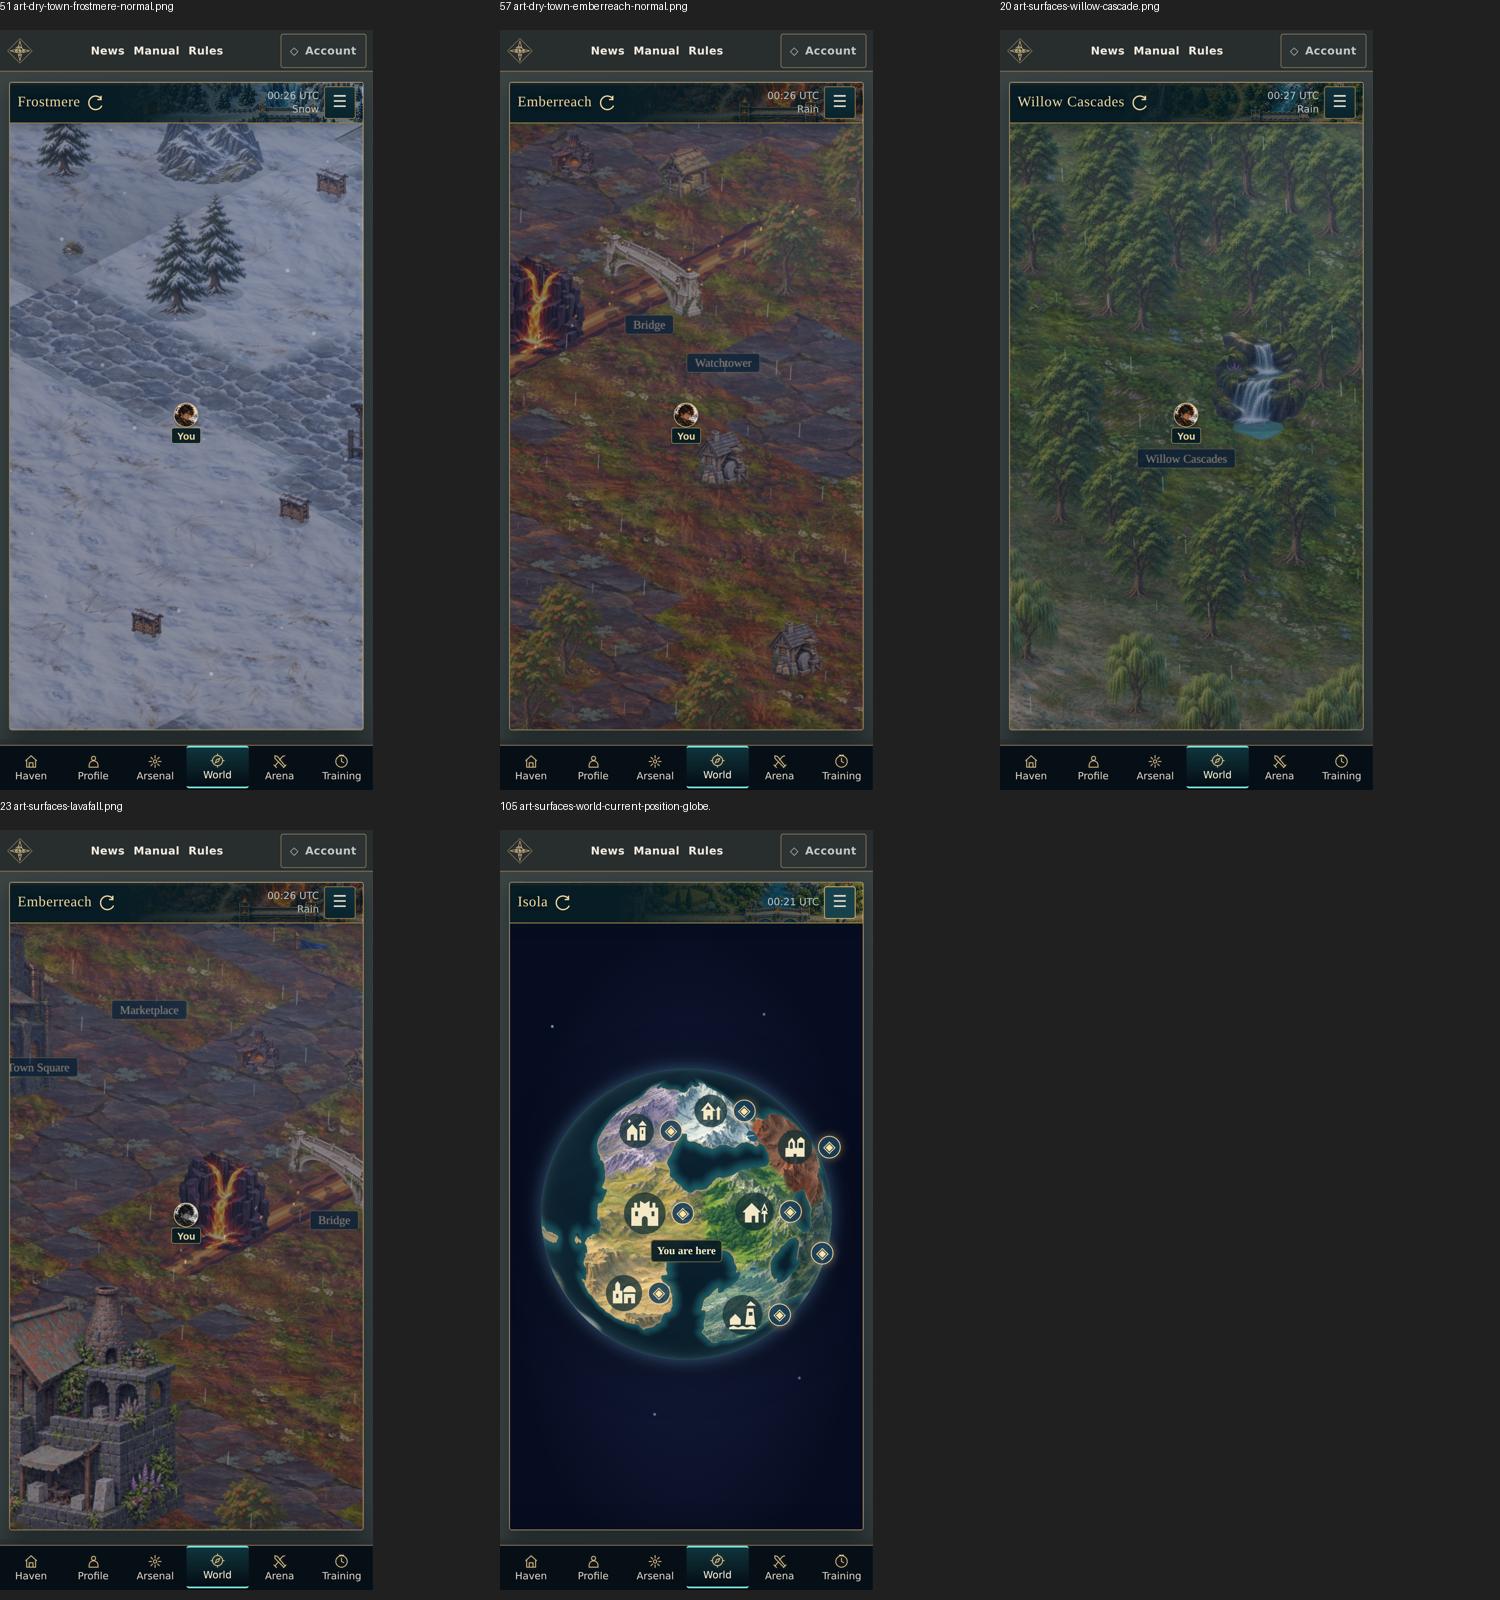 51 art-dry-town-frostmere-normal.png
News Manual Rules
Account
Frostmere
00:26 UTC
Snow
You
Haven Profile Arsenal World Arena Training
57 art-dry-town-emberreach-normal.png
News Manual Rules
Account
Emberreach
00:26 UTC
Rain
Bridge
Watchtower
You
Haven Profile Arsenal World Arena Training
20 art-surfaces-willow-cascade.png
News Manual Rules
Account
Willow Cascades
00:27 UTC
Rain
You
Willow Cascades
Haven Profile Arsenal World Arena Training
23 art-surfaces-lavafall.png
News Manual Rules
Account
Emberreach
00:26 UTC
Rain
Marketplace
Town Square
Bridge
You
Haven Profile Arsenal World Arena Training
105 art-surfaces-world-current-position-globe.
News Manual Rules
Account
Isola
00:21 UTC
You are here
Haven Profile Arsenal World Arena Training